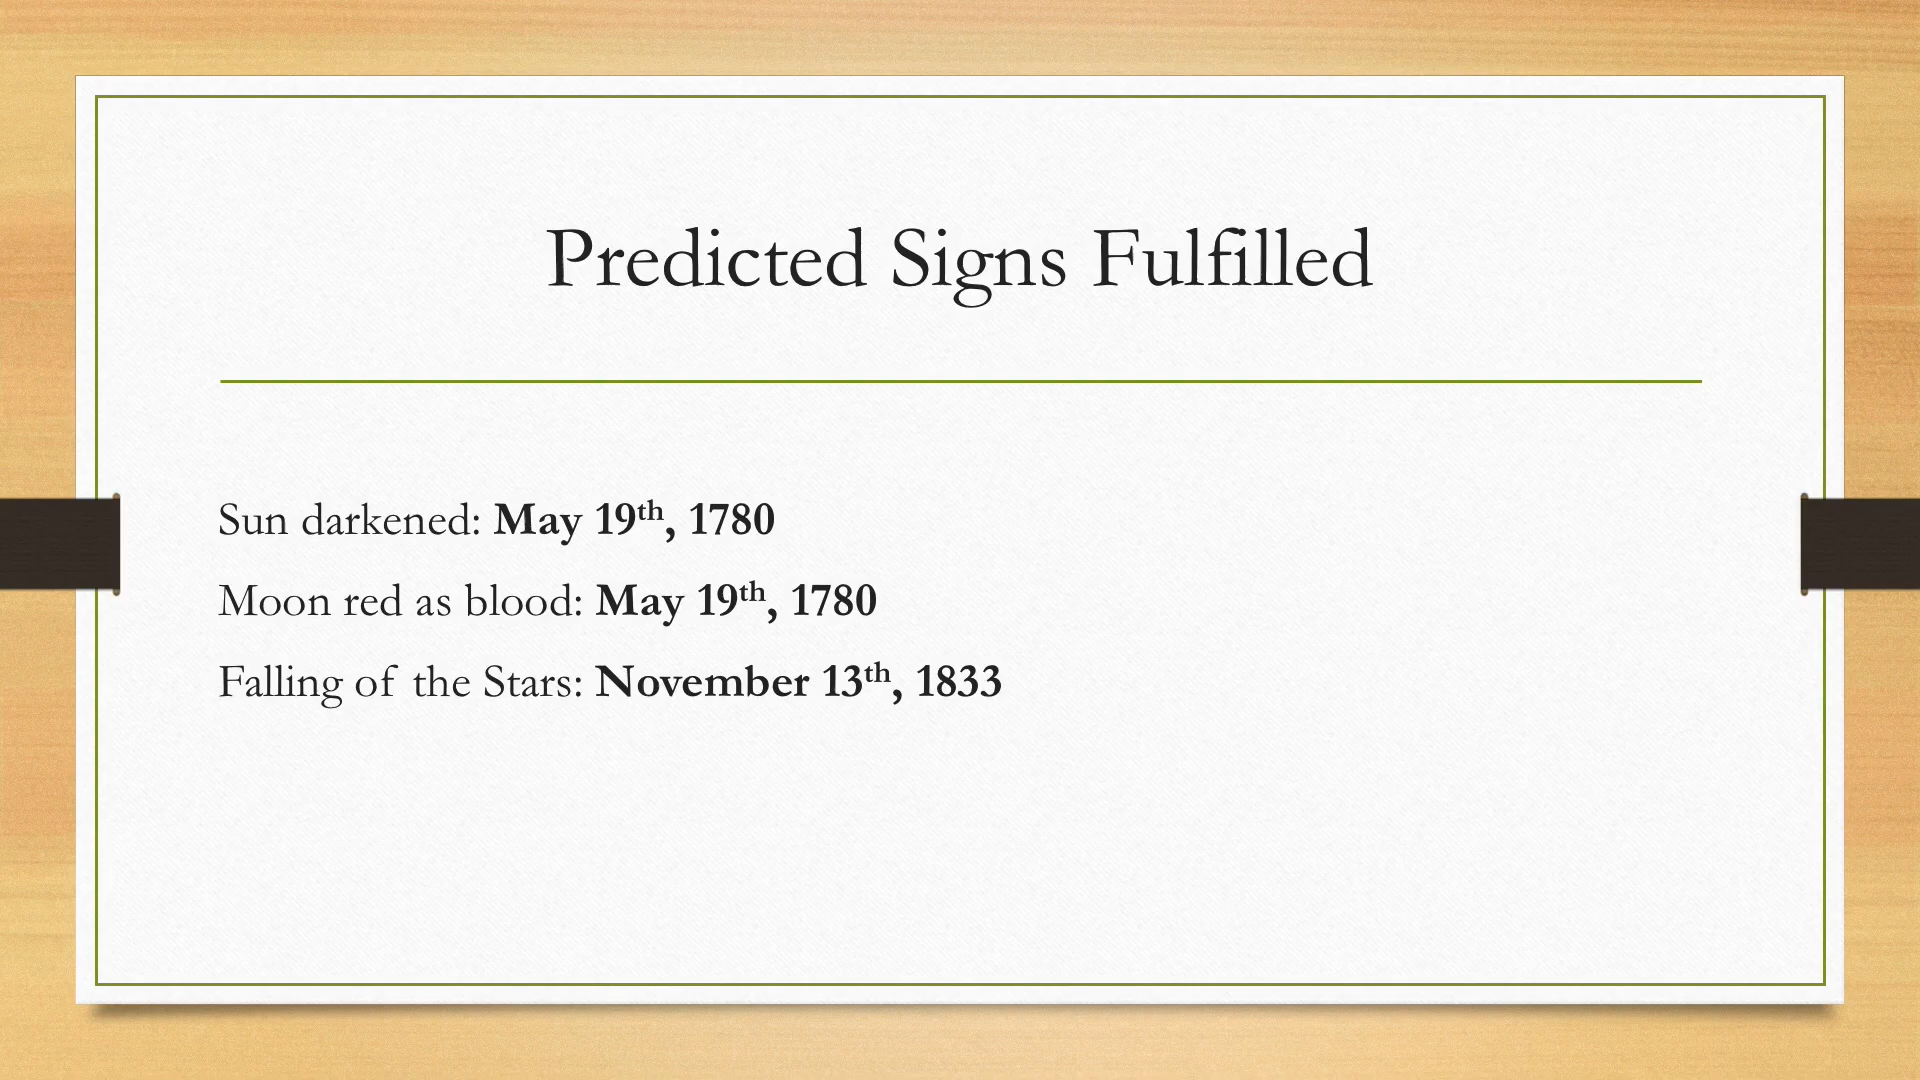 Predicted Signs Fulfilled
Sun darkened: May 19th, 1780
Moon red as blood: May 19th, 1780
Falling of the Stars: November 13th, 1833